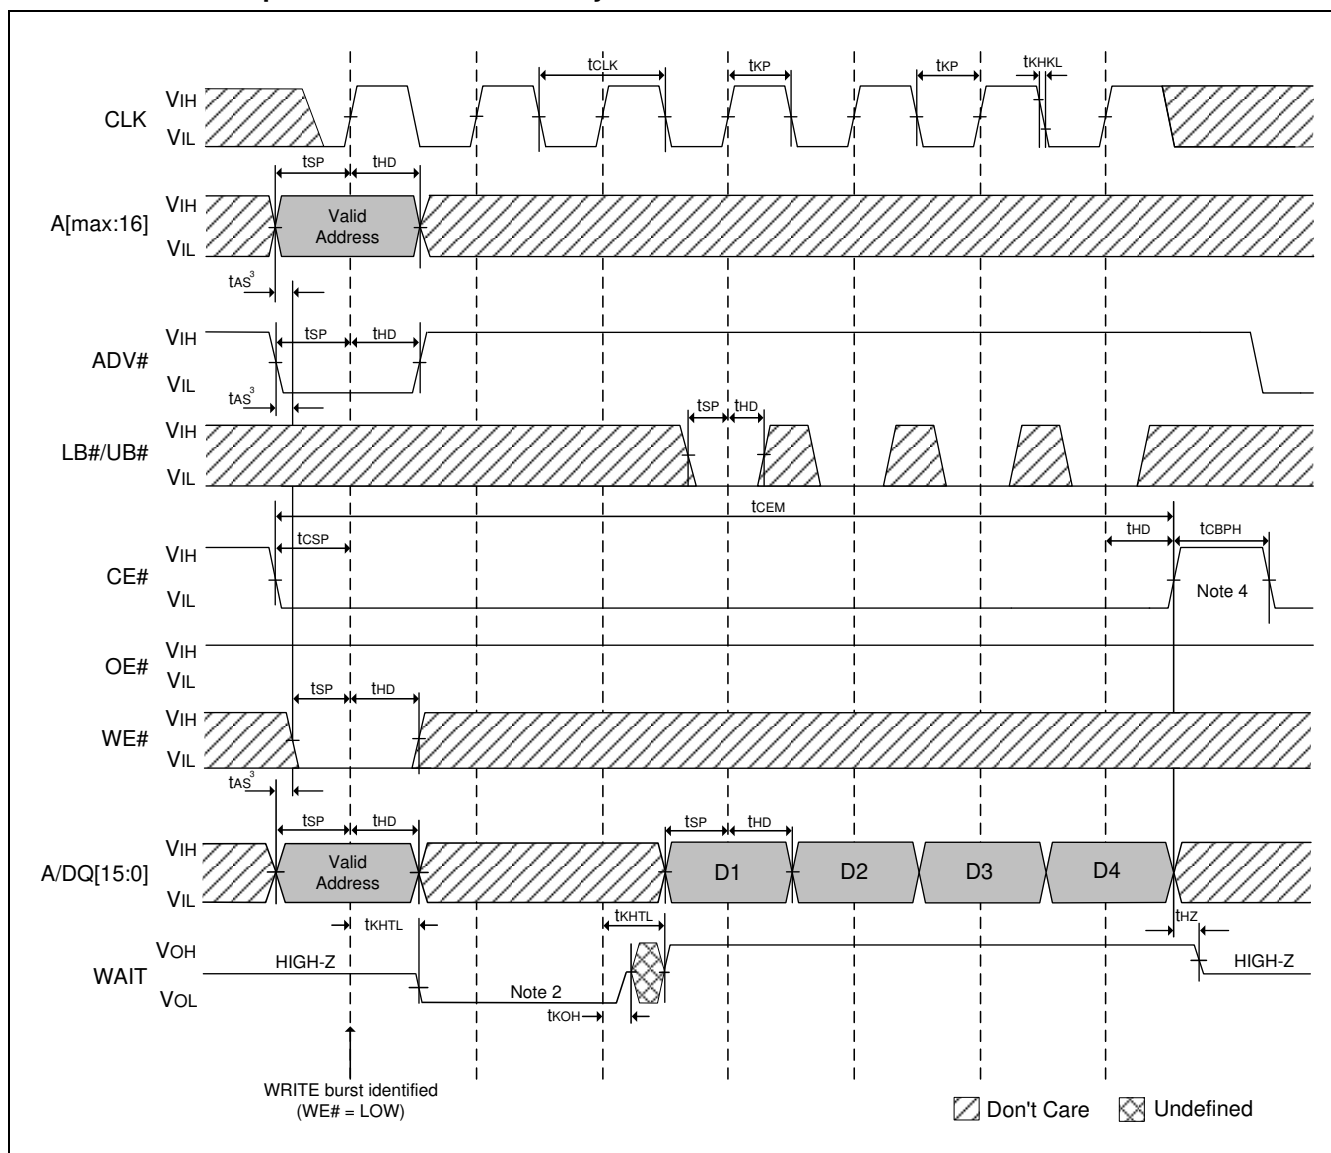 tCLK tKP tKP tKHKL
VIH
CLK
VIL
tSP tHD
VIH
A[max:16]
Valid
Address
VIL
tAS3
VIH
tSP tHD
ADV#
VIL
tAS3
tSP tHD
VIH
LB#/UB#
VIL
tCEM
tCSP
tHD tCBPH
VIH
CE#
VIL
Note 4
VIH
OE#
VIL
tSP tHD
VIH
WE#
VIL
tAS3
tSP tHD tSP tHD
VIH
A/DQ[15:0]
Valid
Address
D1 D2 D3 D4
VIL
tKHTL tKHTL tHZ
VOH
WAIT
HIGH-Z HIGH-Z
VOL
Note 2
tKOH
WRITE burst identified
(WE# = LOW)
Don't Care Undefined